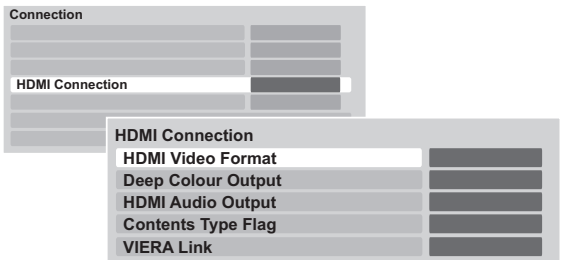 Connection
HDMI Connection
HDMI Connection
HDMI Video Format
Deep Colour Output
HDMI Audio Output
Contents Type Flag
VIERA Link